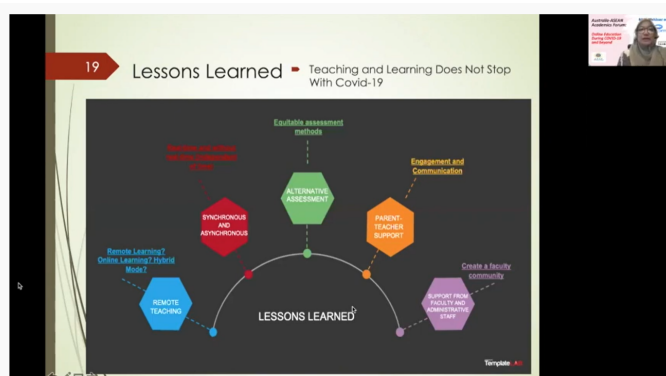 19
Lessons Learned
Teaching and Learning Does Not Stop
With Covid-19
Equitable assessment
methods
Engagement and
Communication
ALTERNATIVE
ASSESSMENT
SYNCHRONOUS
AND
ASYNCHRONOUS
PARENT-
TEACHER
SUPPORT
Remote Learning?
Online Learning? Hybrid
Mode?
Create a faculty
community
REMOTE
TEACHING
SUPPORT FROM
FACULTY AND
ADMINISTRATIVE
STAFF
LESSONS LEARNED
Template
Australia-ASEAN
Academics Forum
Online Education
During COVID-19
and Beyond